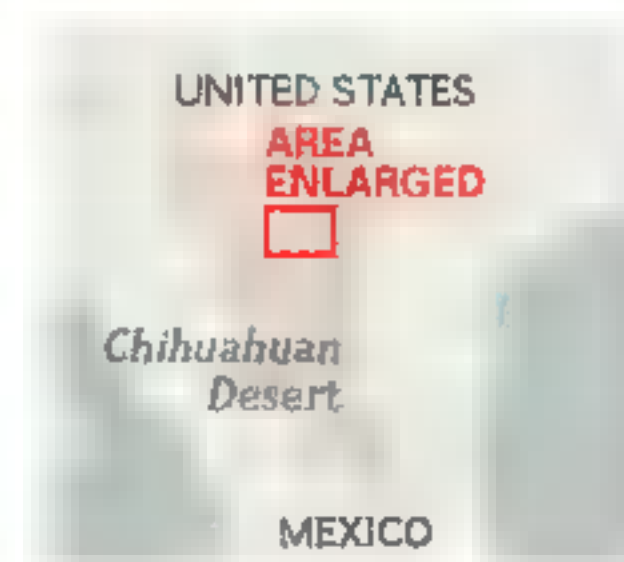 UNITED STATES
AREA
ENLARGED
Chihuahuan
Desert
MEXICO